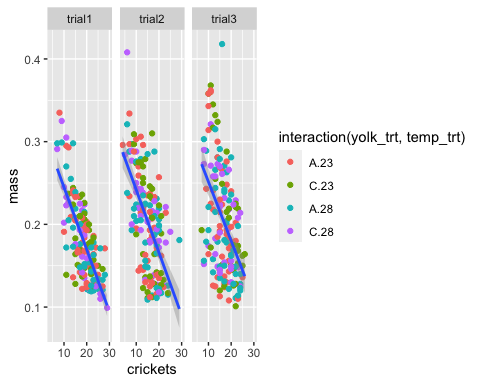 trial1 trial2 trial3
0.4
0.3
0.2
0.1
mass
10 20 30 10 20 30 10 20 30
crickets
interaction(yolk_trt, temp_trt)
A.23
C.23
A.28
C.28